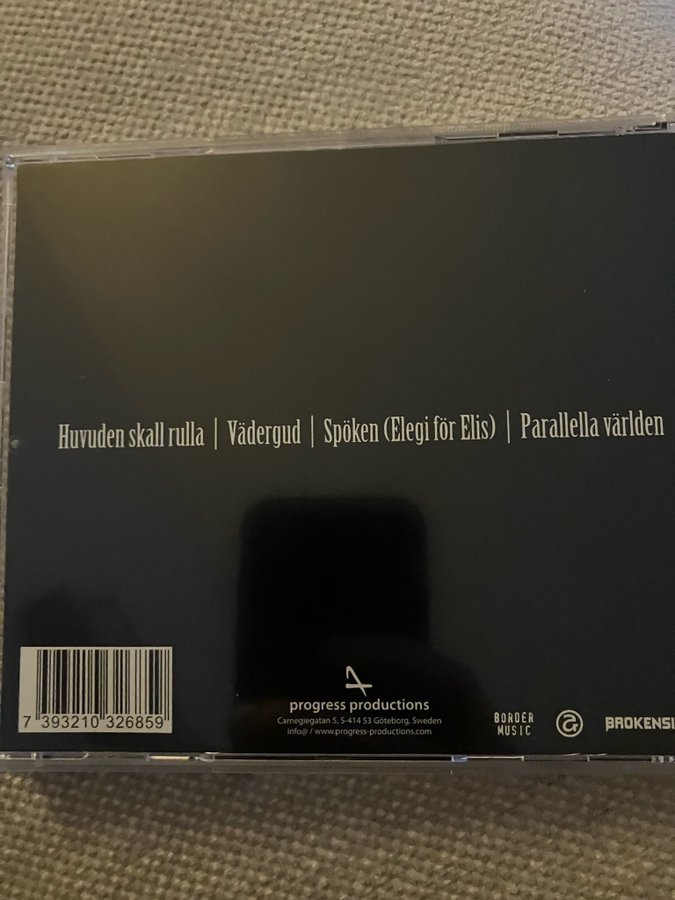 Huvuden skall rulla | Vädergud | Spöken (Elegi för Elis) | Parallella världen
7 393210 326859
progress productions
Carnegiegatan 5, S-414 53 Göteborg, Sweden
info@ / www.progress-productions.com
BORDER
MUSIC
BROKENSI